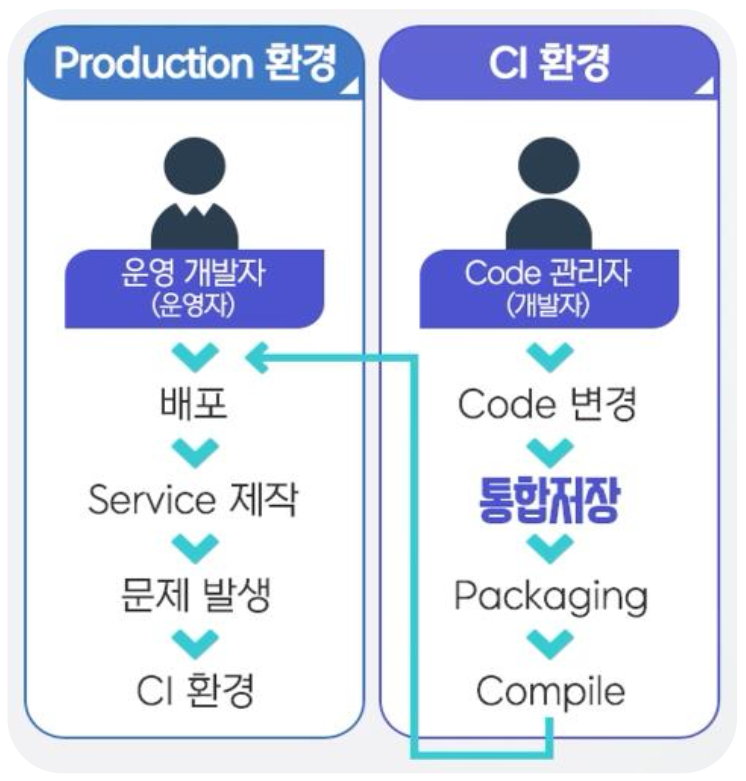 Production 환경
운영 개발자
(운영자)
배포
Service 제작
문제 발생
CI 환경
CI 환경
Code 관리자
(개발자)
Code 변경
통합저장
Packaging
Compile